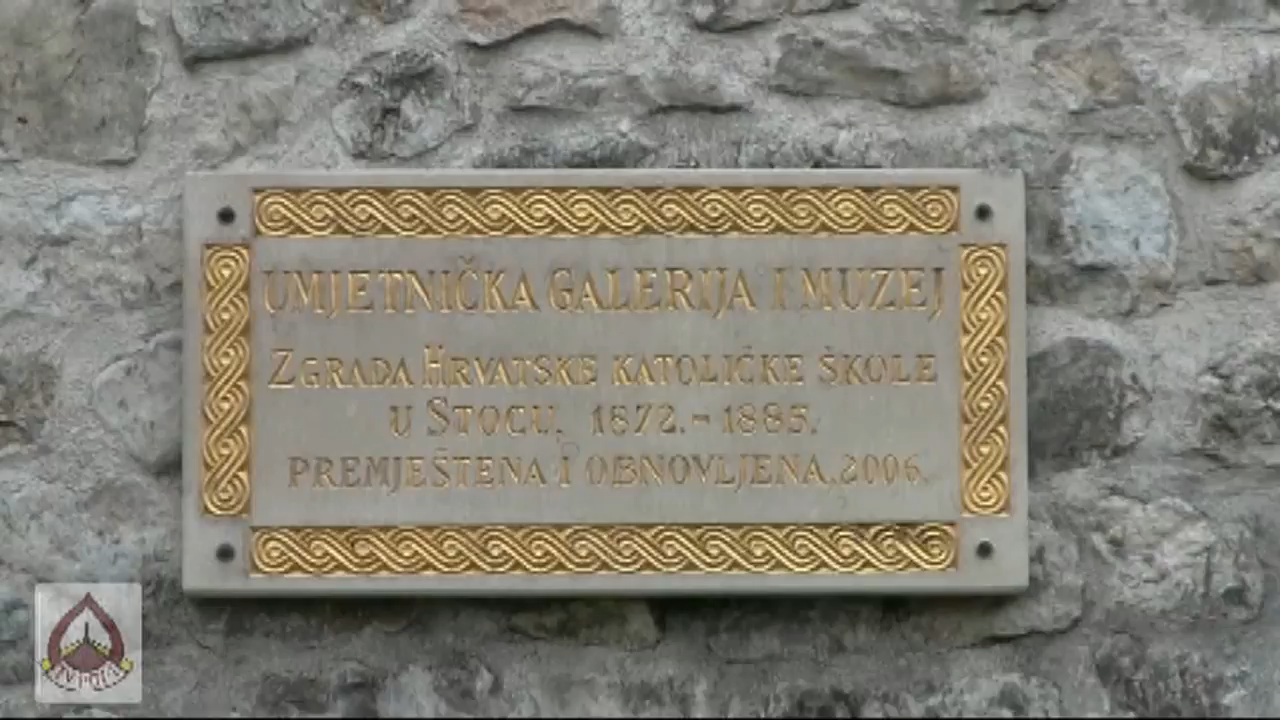 UMJETNIČKA GALERIJA I MUZEJ
ZGRADA HRVATSKE KATOLIČKE ŠKOLE
U STOCU, 1872.-1885.
PREMJEŠTENA I OBNOVLJENA, 2006.